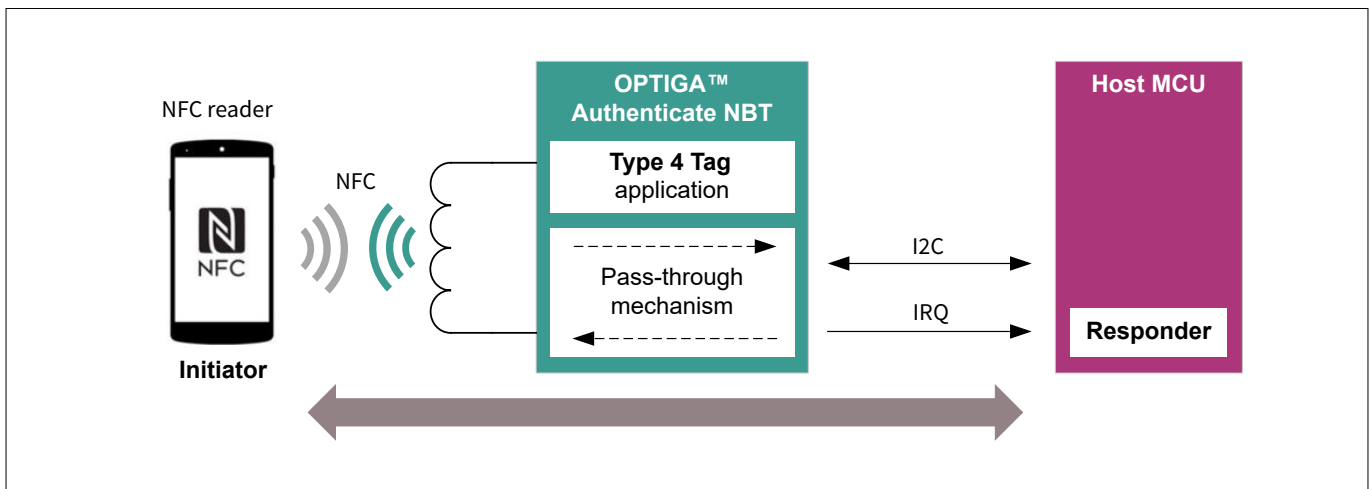 NFC reader
NFC
Initiator
NFC
OPTIGA™
Authenticate NBT
Type 4 Tag
application
Pass-through
mechanism
I2C
IRQ
Host MCU
Responder